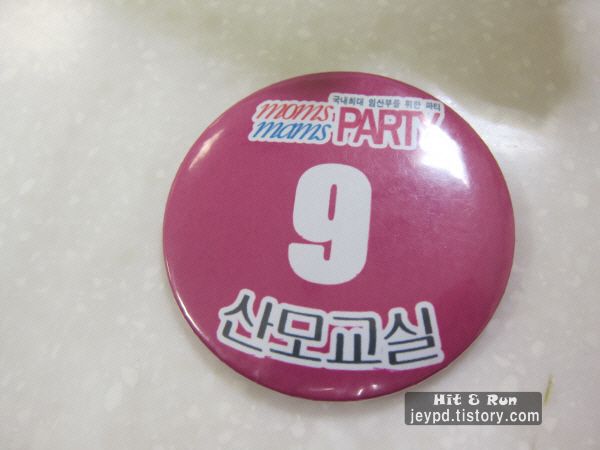 국내최대 임산부를 위한 파티
moms
mams
PARTY
9
산모교실
Hit & Run
jeypd.tistory.com